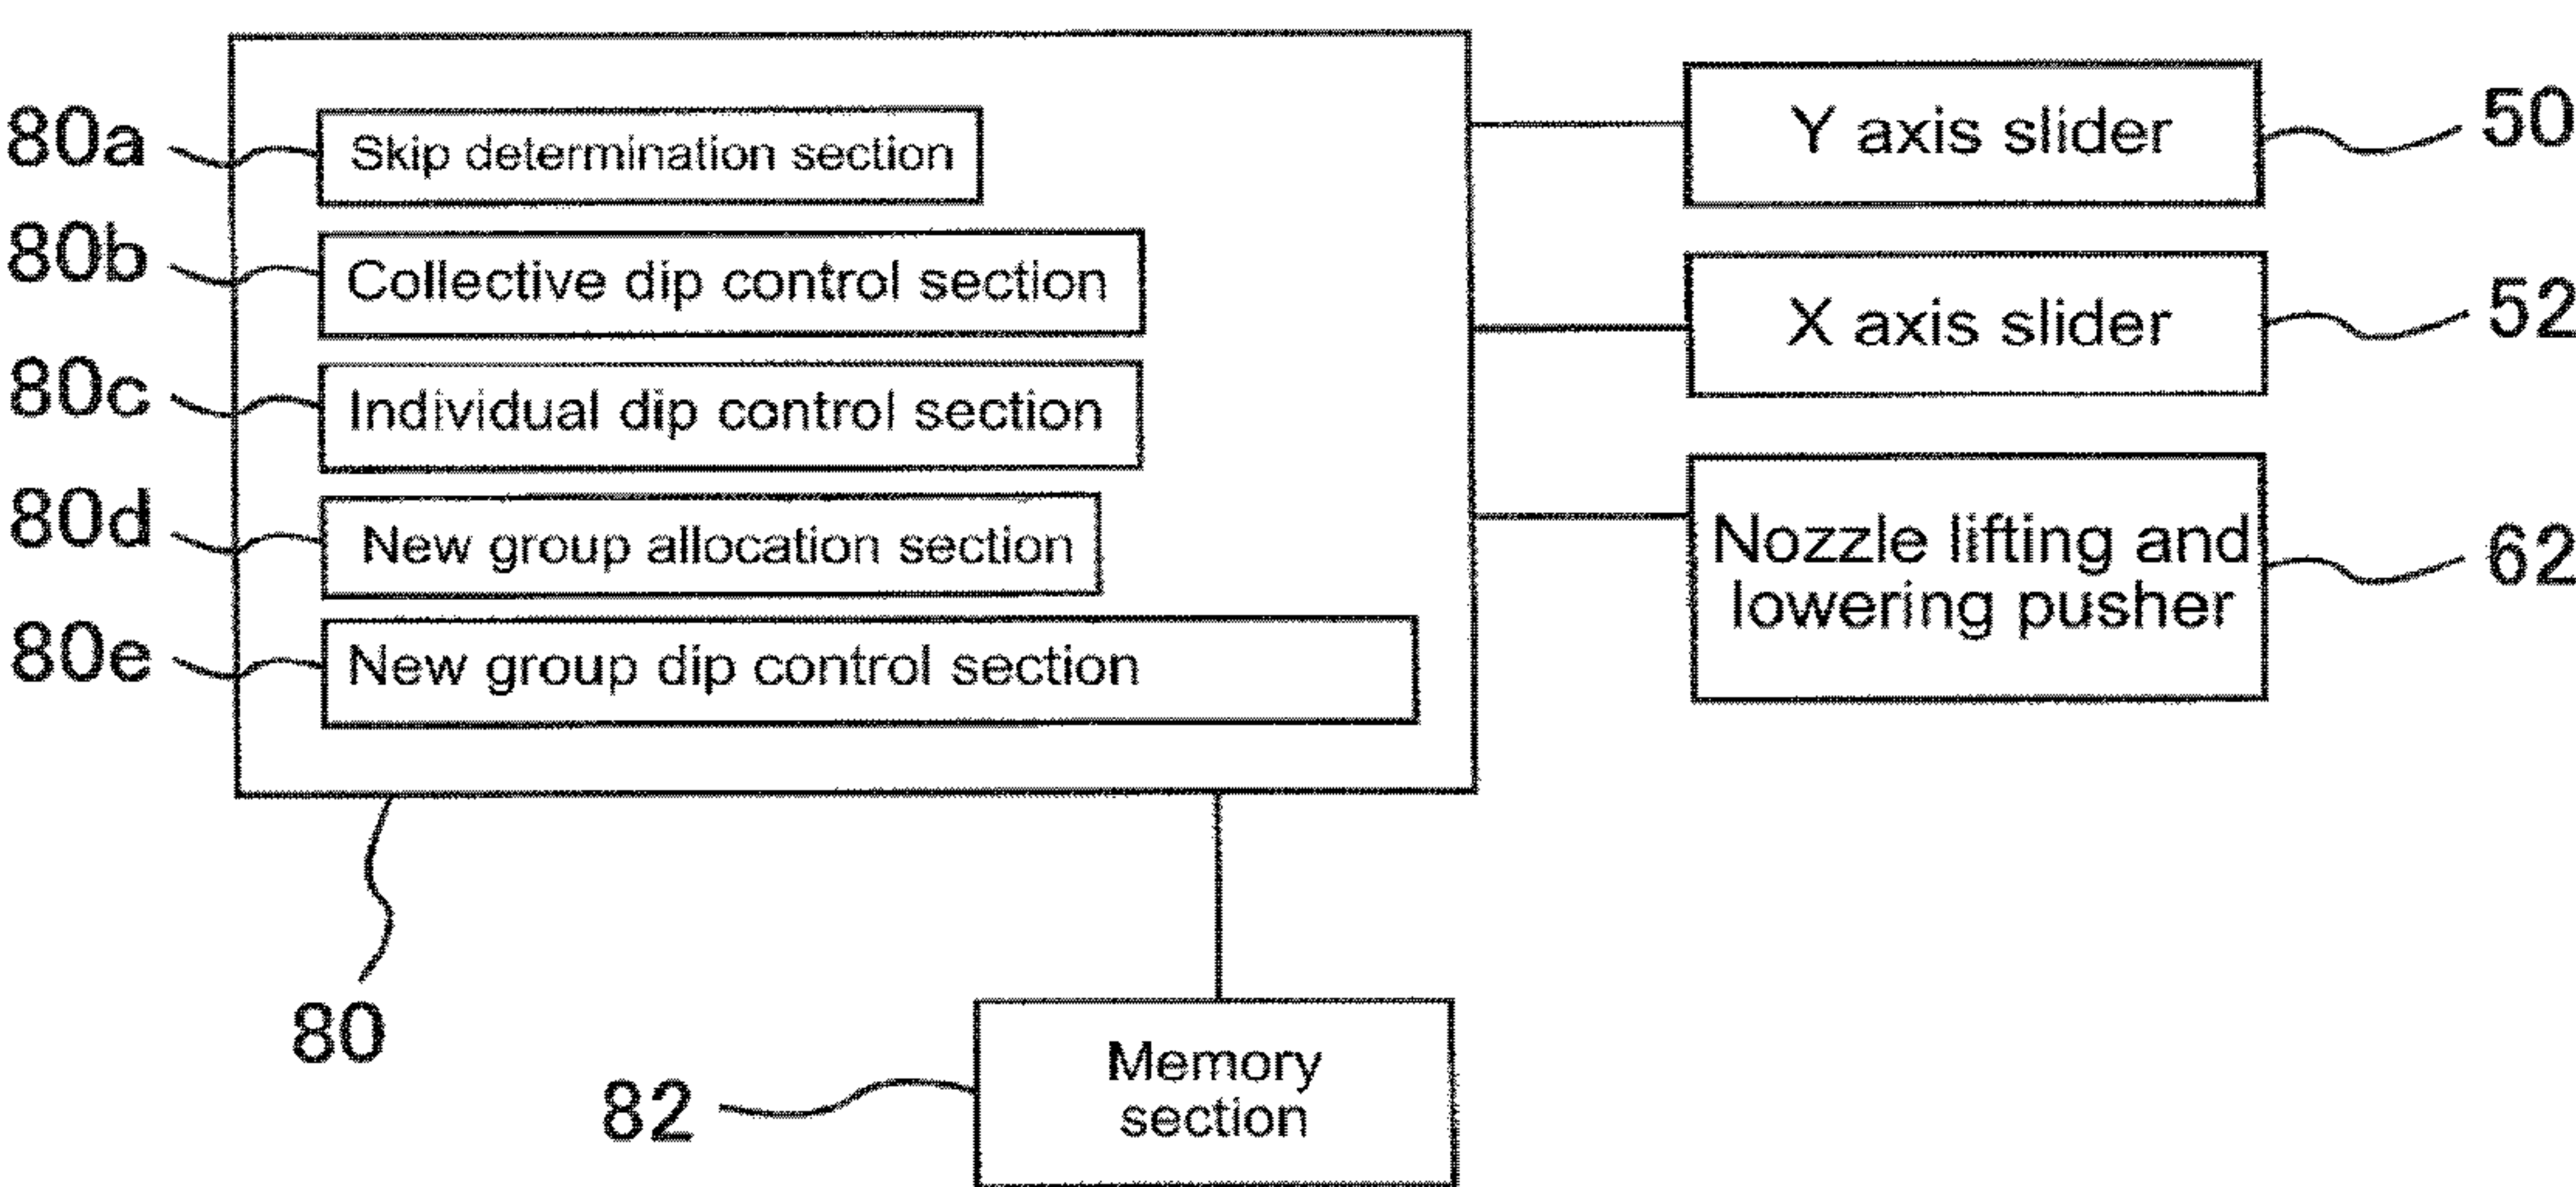 80a
Skip determination section
80b
Collective dip control section
80c
Individual dip control section
80d
New group allocation section
80e
New group dip control section
80
Y axis slider
50
X axis slider
52
Nozzle lifting and
lowering pusher
62
82
Memory
section